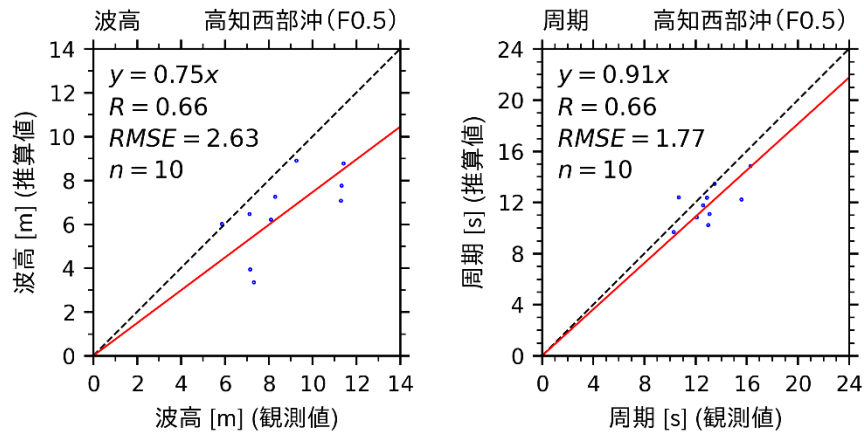 波高 高知西部沖(F0.5)
y = 0.75x
R = 0.66
RMSE = 2.63
n = 10
14
12
10
8
6
4
2
0
波高 [m] (推算値)
0 2 4 6 8 10 12 14
波高 [m] (観測値)
周期 高知西部沖(F0.5)
y = 0.91x
R = 0.66
RMSE = 1.77
n = 10
24
20
16
12
8
4
0
周期 [s] (推算値)
0 4 8 12 16 20 24
周期 [s] (観測値)